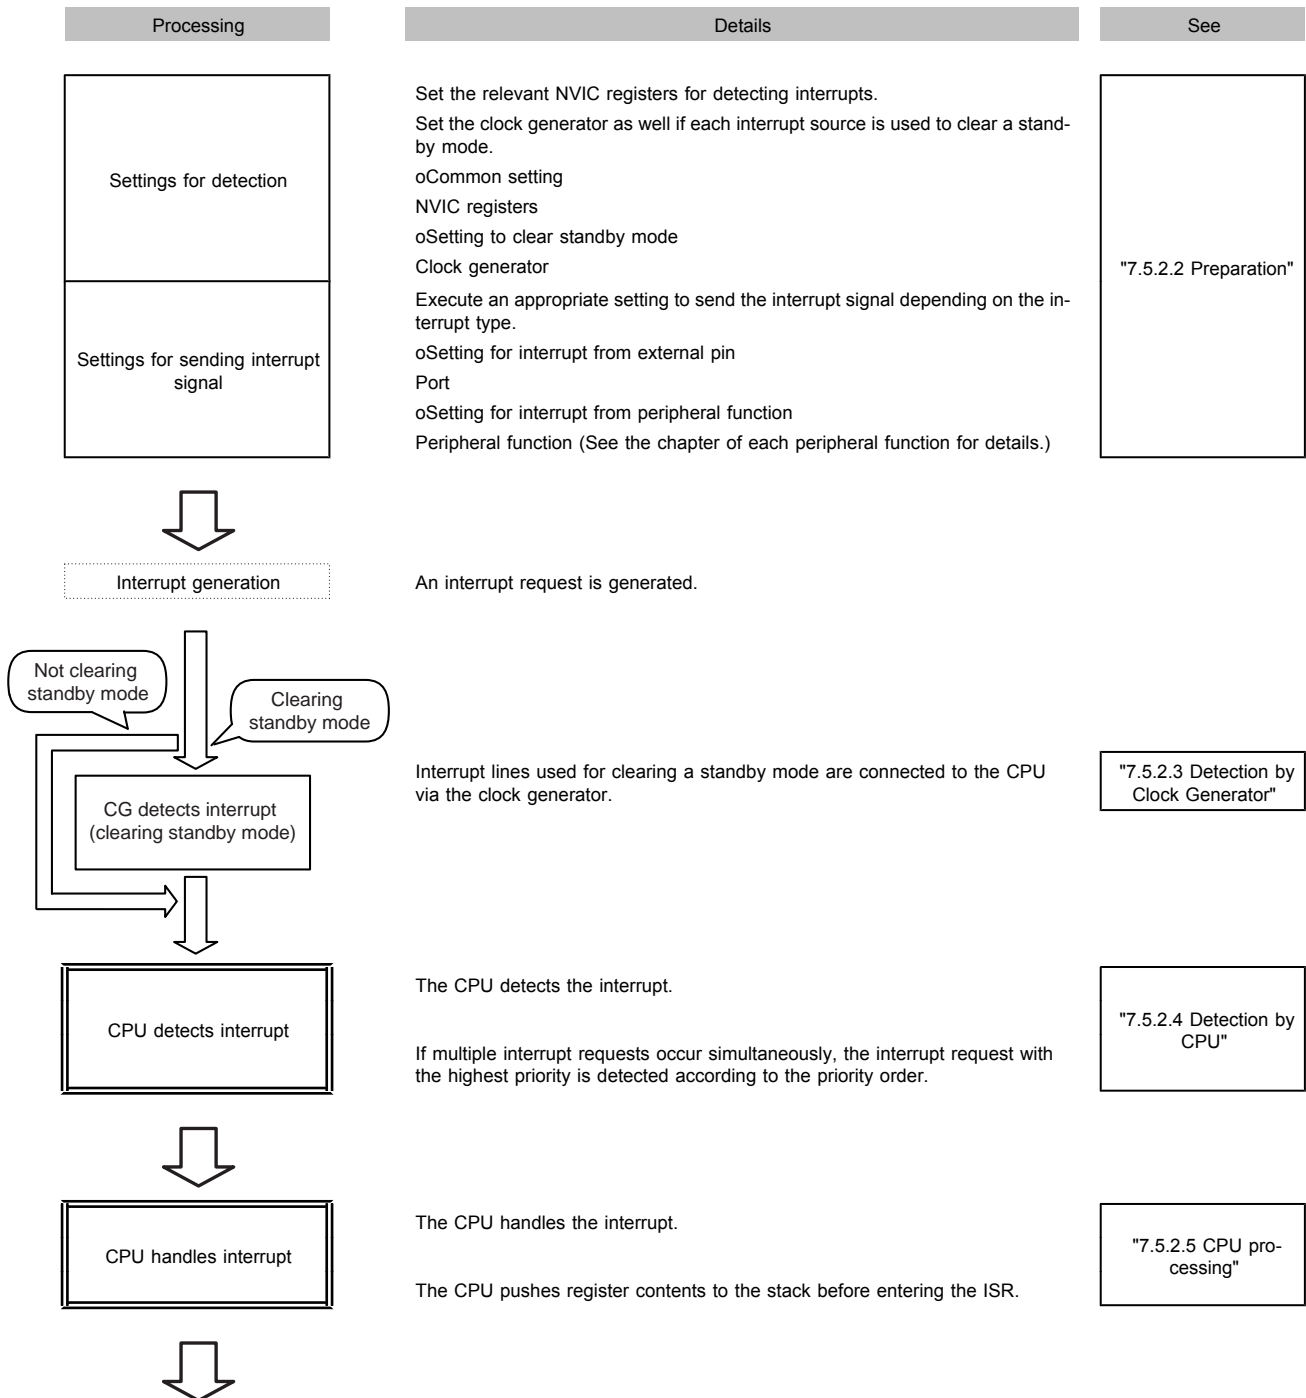 Processing
Details
See
Settings for detection
Set the relevant NVIC registers for detecting interrupts.
Set the clock generator as well if each interrupt source is used to clear a stand-
by mode.
oCommon setting
NVIC registers
oSetting to clear standby mode
Clock generator
"7.5.2.2 Preparation"
Settings for sending interrupt
signal
Execute an appropriate setting to send the interrupt signal depending on the in-
terrupt type.
oSetting for interrupt from external pin
Port
oSetting for interrupt from peripheral function
Peripheral function (See the chapter of each peripheral function for details.)
Interrupt generation
An interrupt request is generated.
Not clearing
standby mode
Clearing
standby mode
CG detects interrupt
(clearing standby mode)
Interrupt lines used for clearing a standby mode are connected to the CPU
via the clock generator.
"7.5.2.3 Detection by
Clock Generator"
CPU detects interrupt
The CPU detects the interrupt.
If multiple interrupt requests occur simultaneously, the interrupt request with
the highest priority is detected according to the priority order.
"7.5.2.4 Detection by
CPU"
CPU handles interrupt
The CPU handles the interrupt.
The CPU pushes register contents to the stack before entering the ISR.
"7.5.2.5 CPU pro-
cessing"